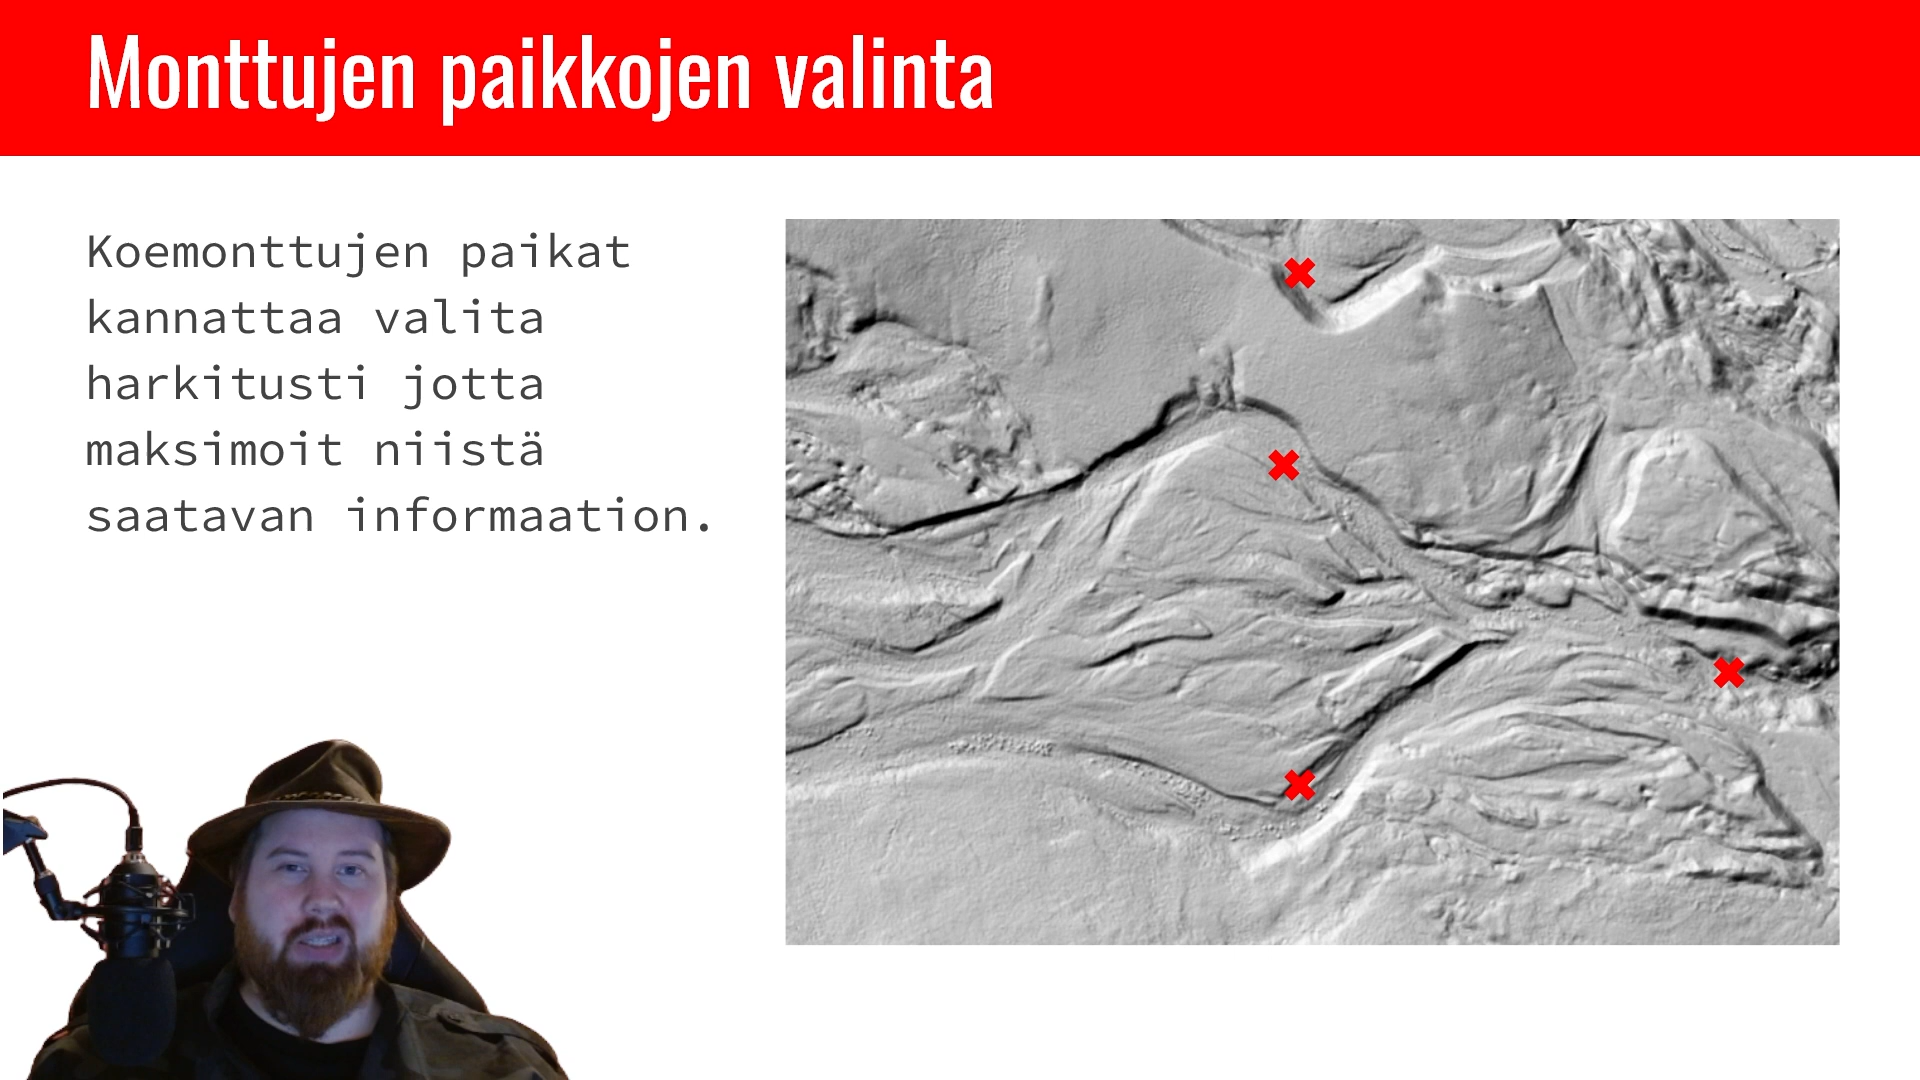 Monttujen paikkojen valinta
Koemonttujen paikat
kannattaa valita
harkitusti jotta
maksimoit niistä
saatavan informaation.